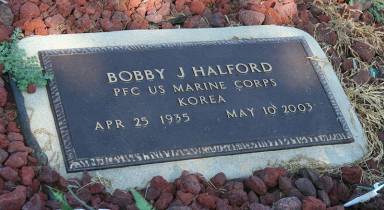 BOBBY J HALFORD
PFC US MARINE CORPS
KOREA
APR 25 1935 MAY 10 2003